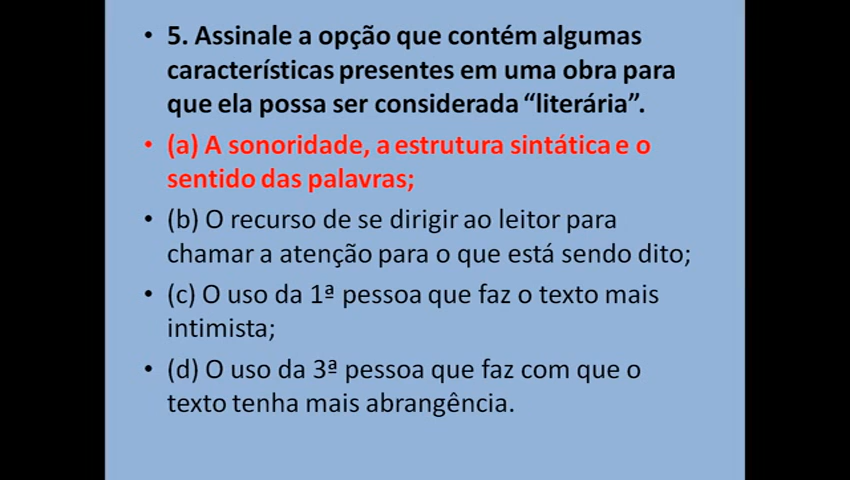 • 5. Assinale a opção que contém algumas
características presentes em uma obra para
que ela possa ser considerada “literária”.
• (a) A sonoridade, a estrutura sintática e o
sentido das palavras;
• (b) O recurso de se dirigir ao leitor para
chamar a atenção para o que está sendo dito;
• (c) O uso da 1ª pessoa que faz o texto mais
intimista;
• (d) O uso da 3ª pessoa que faz com que o
texto tenha mais abrangência.